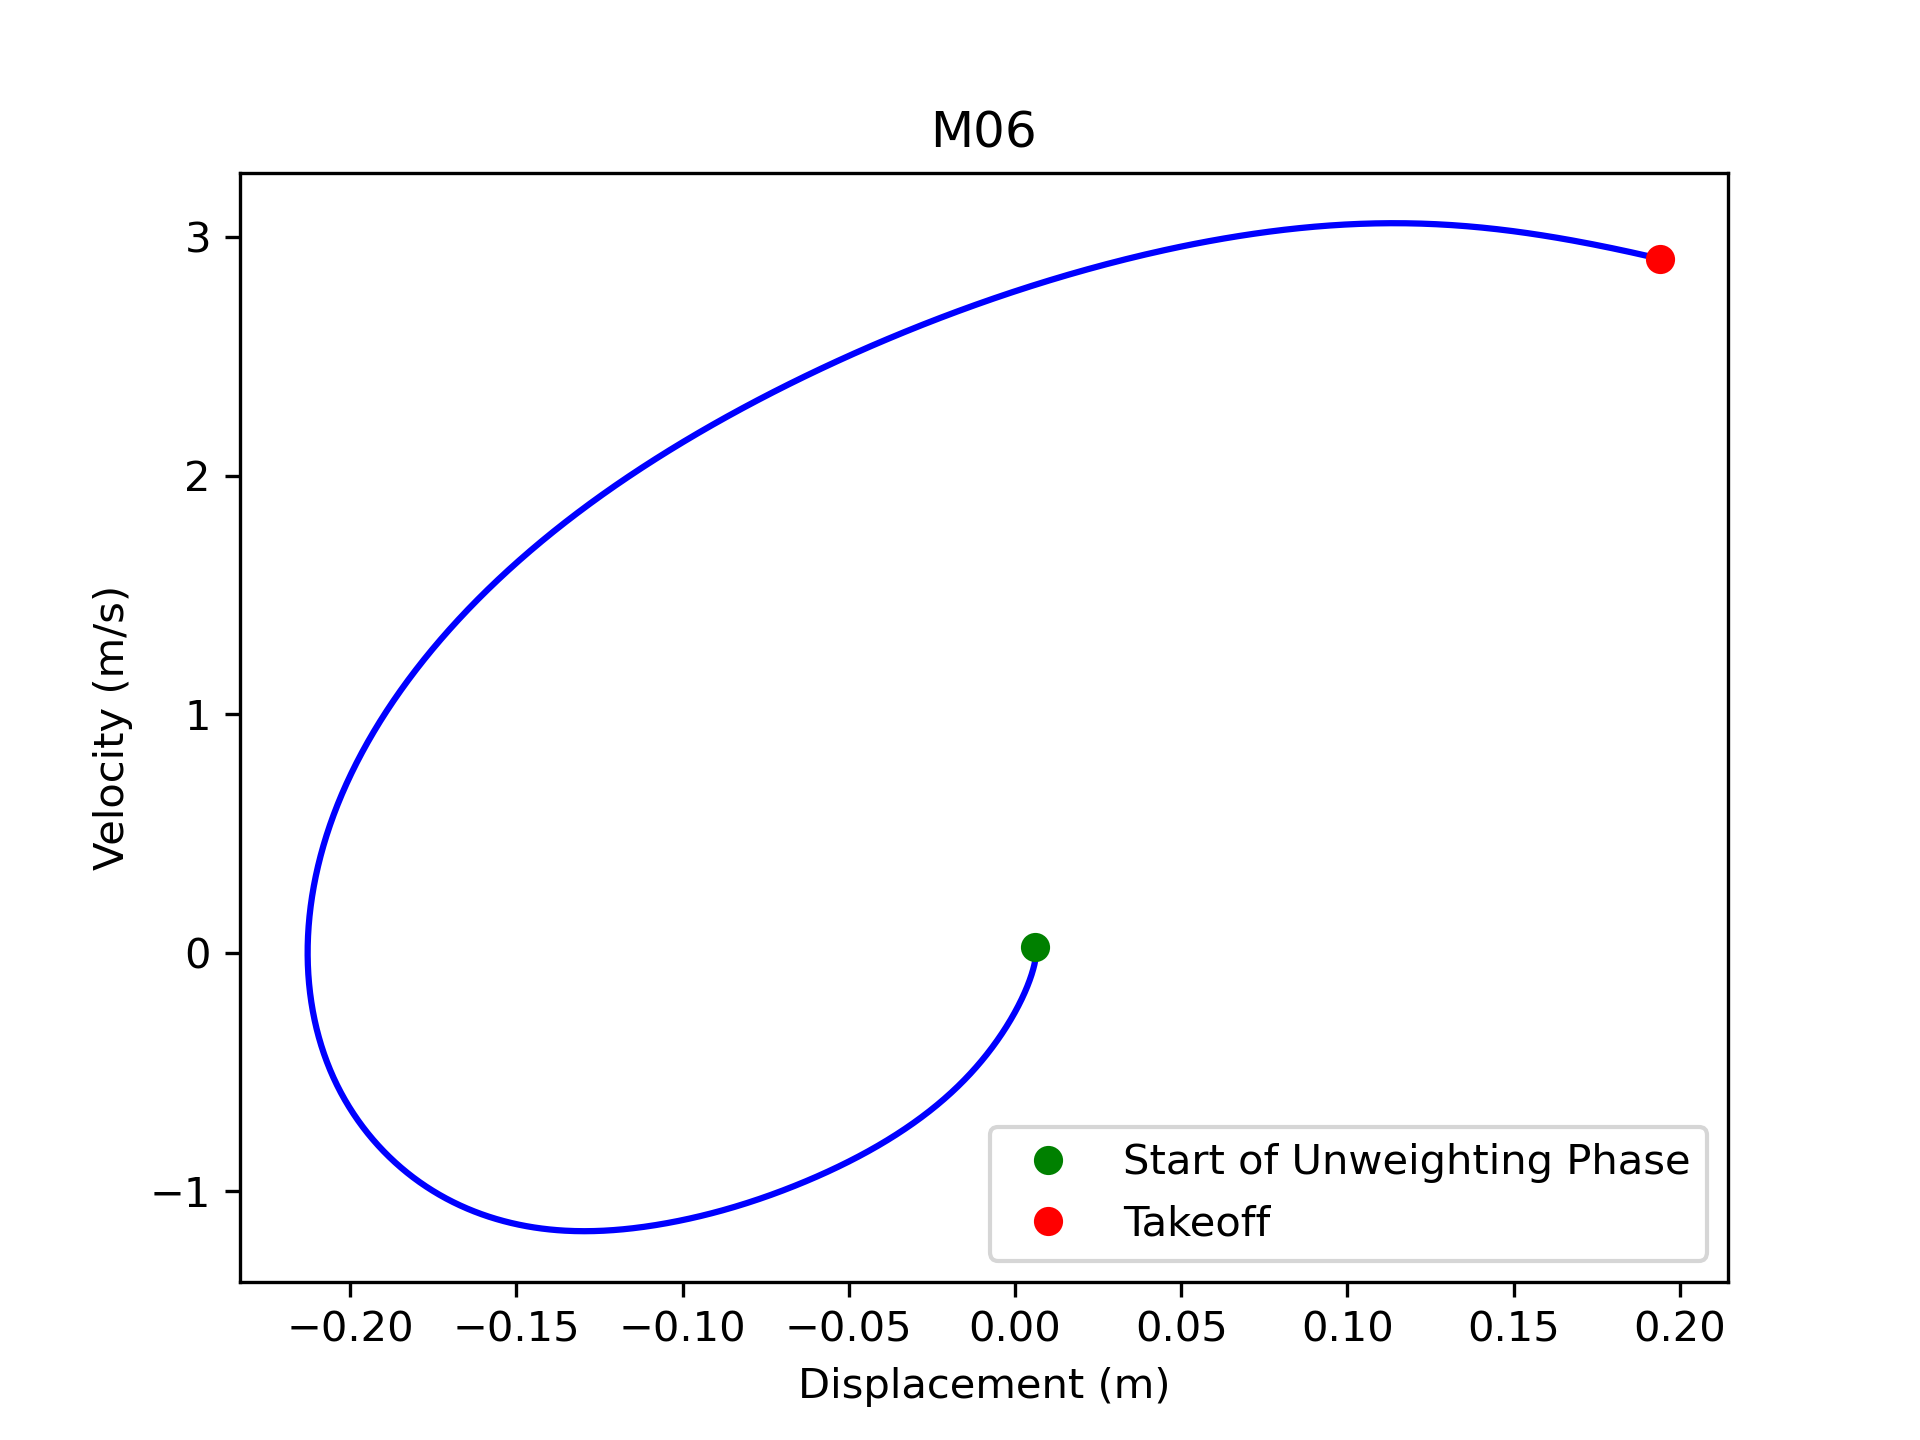 M06
3
2
1
0
−1
Velocity (m/s)
Start of Unweighting Phase
Takeoff
−0.20 −0.15 −0.10 −0.05 0.00 0.05 0.10 0.15 0.20
Displacement (m)